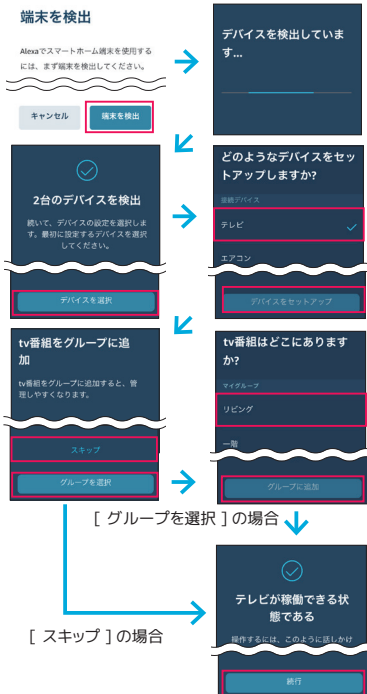 端末を検出
Alexaでスマートホーム端末を使用する
には、まず端末を検出してください。
キャンセル
端末を検出
デバイスを検出していま
す...
2台のデバイスを検出
続いて、デバイスの設定を選択しま
す。最初に設定するデバイスを選択
してください。
デバイスを選択
どのようなデバイスをセッ
トアップしますか?
接続デバイス
テレビ
エアコン
デバイスをセットアップ
tv番組をグループに追
加
tv番組をグループに追加すると、管
理しやすくなります。
スキップ
グループを選択
tv番組はどこにあります
か?
マイグループ
リビング
一階
グループに追加
[ グループを選択 ] の場合
[ スキップ ] の場合
テレビが稼働できる状
態である
操作するには、このように話しかけ
続行